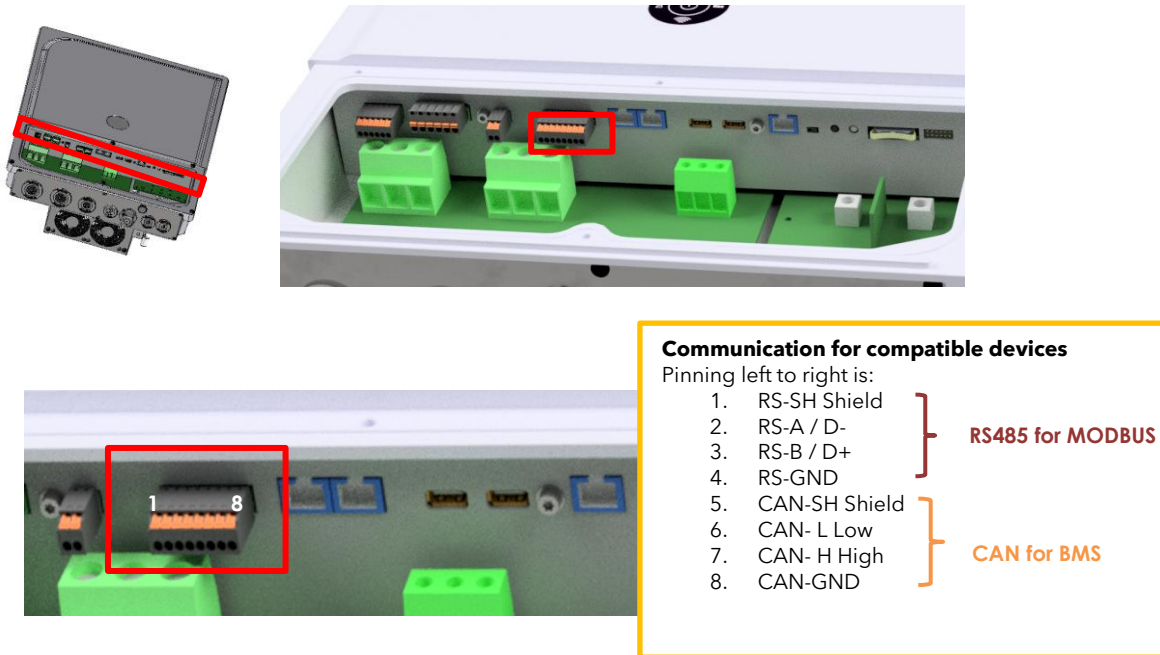 1 8
Communication for compatible devices
Pinning left to right is:
1. RS-SH Shield
2. RS-A / D-
3. RS-B / D+
4. RS-GND
RS485 for MODBUS
5. CAN-SH Shield
6. CAN- L Low
7. CAN- H High
8. CAN-GND
CAN for BMS